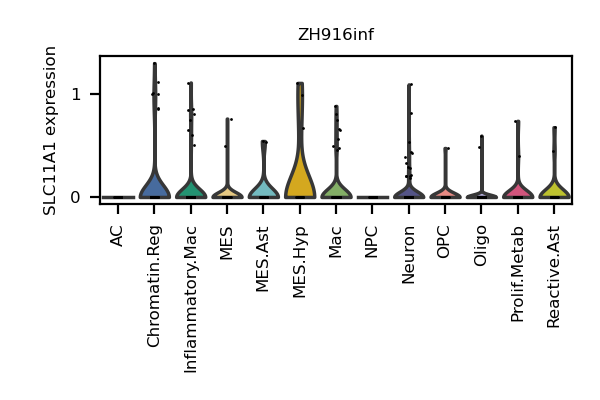 ZH916inf
SLC11A1 expression
1
0
AC
Chromatin.Reg
Inflammatory.Mac
MES
MES.Ast
MES.Hyp
Mac
NPC
Neuron
OPC
Oligo
Prolif.Metab
Reactive.Ast